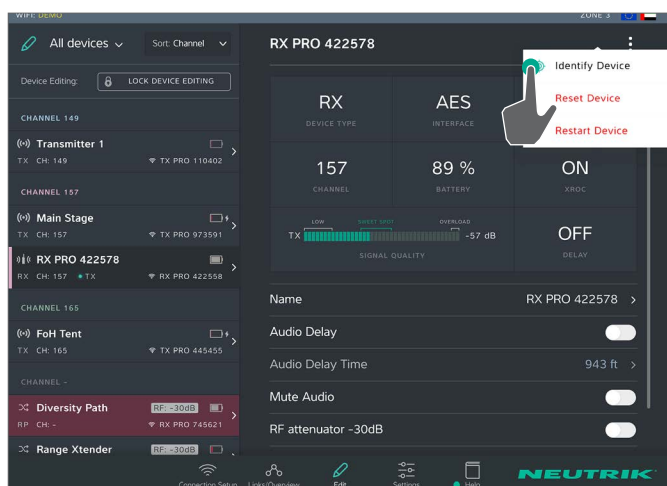 WIFI: DEMO
ZONE 3
All devices
Sort: Channel
RX PRO 422578
Identify Device
Reset Device
Restart Device
Device Editing:
LOCK DEVICE EDITING
CHANNEL 149
Transmitter 1
TX CH: 149
TX PRO 110402
CHANNEL 157
Main Stage
TX CH: 157
TX PRO 973591
RX PRO 422578
RX CH: 157 • TX
RX PRO 422558
CHANNEL 165
FoH Tent
TX CH: 165
TX PRO 445455
CHANNEL -
Diversity Path
RF: -30dB
RP CH: -
RX PRO 745621
Range Xtender
RF: -30dB
RX
DEVICE TYPE
AES
INTERFACE
157
CHANNEL
89 %
BATTERY
ON
XROC
LOW
SWEET SPOT
OVERLOAD
TX
-57 dB
SIGNAL QUALITY
OFF
DELAY
Name
RX PRO 422578
Audio Delay
Audio Delay Time
943 ft
Mute Audio
RF attenuator -30dB
Connection Setup
Links/Overview
Edit
Settings
Help
NEUTRIK